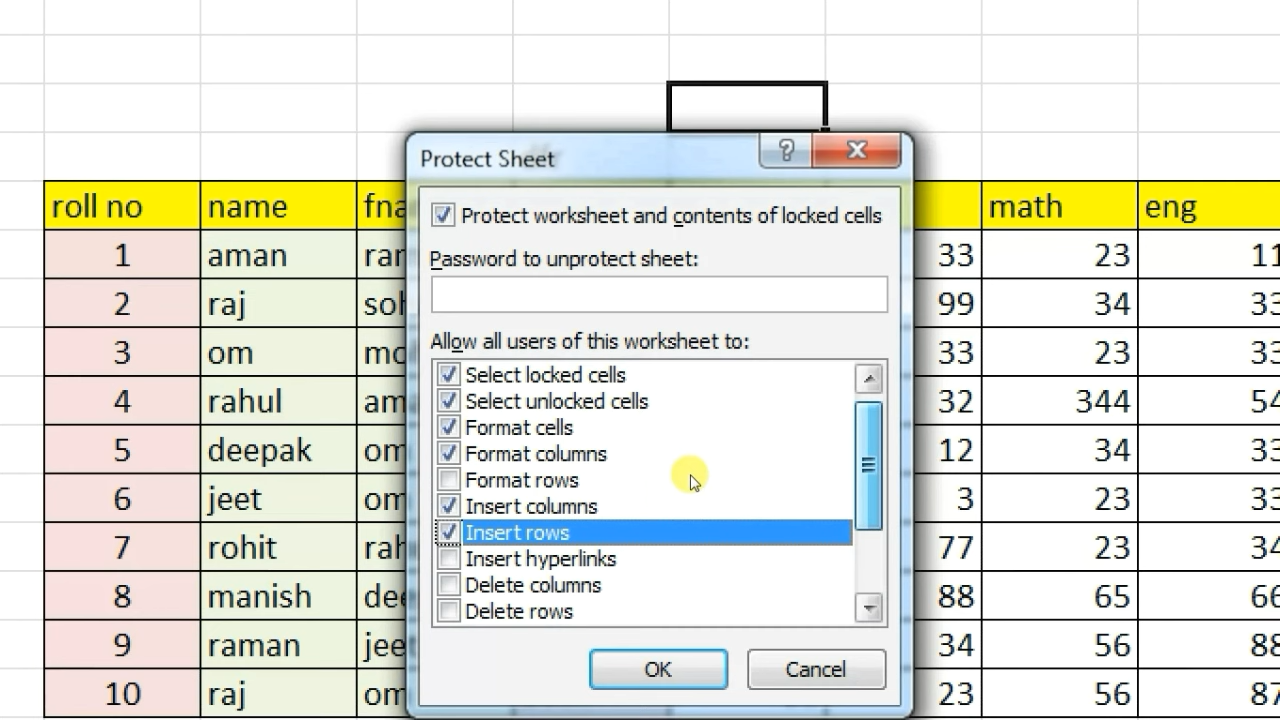 Protect Sheet
Protect worksheet and contents of locked cells
Password to unprotect sheet:
Allow all users of this worksheet to:
Select locked cells
Select unlocked cells
Format cells
Format columns
Format rows
Insert columns
Insert rows
Insert hyperlinks
Delete columns
Delete rows
OK Cancel
roll no name math eng
1 aman 33 23
2 raj 99 34
3 om 33 23
4 rahul 32 344
5 deepak 12 34
6 jeet 3 23
7 rohit 77 23
8 manish 88 65
9 raman 34 56
10 raj 23 56